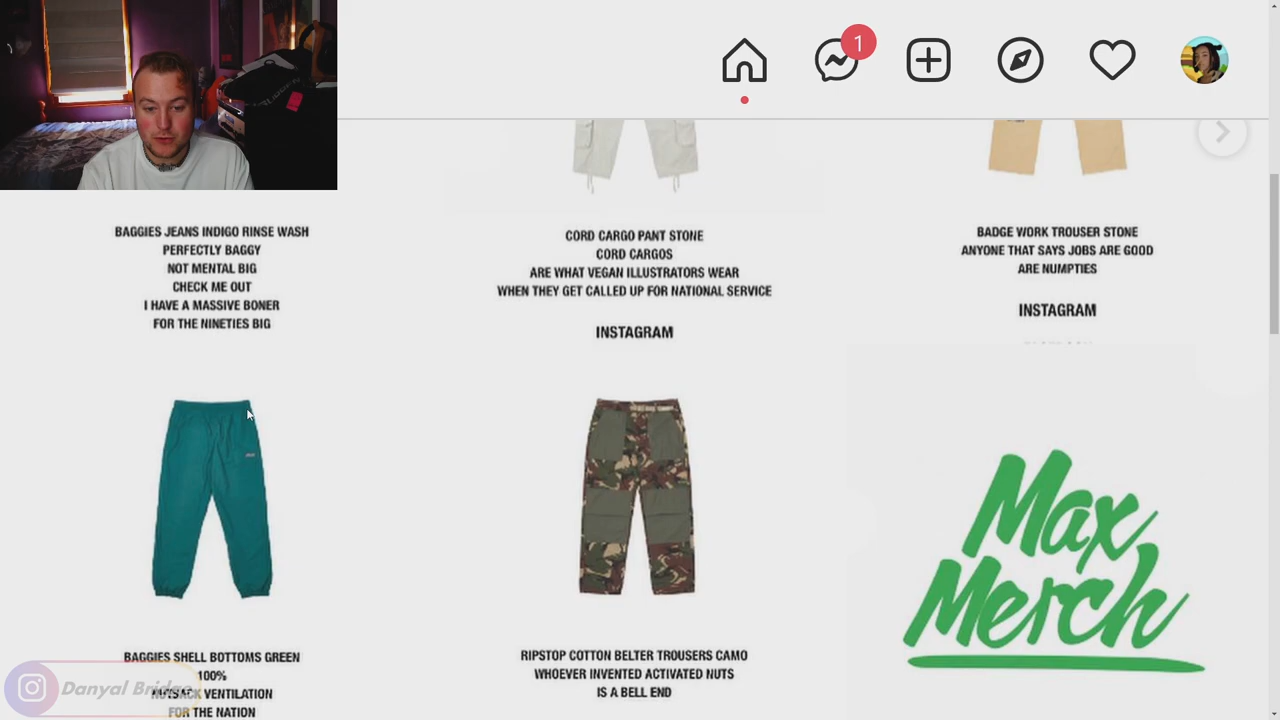 1
BAGGIES JEANS INDIGO RINSE WASH
PERFECTLY BAGGY
NOT MENTAL BIG
CHECK ME OUT
I HAVE A MASSIVE BONER
FOR THE NINETIES BIG
CORD CARGO PANT STONE
CORD CARGOS
ARE WHAT VEGAN ILLUSTRATORS WEAR
WHEN THEY GET CALLED UP FOR NATIONAL SERVICE
INSTAGRAM
BADGE WORK TROUSER STONE
ANYONE THAT SAYS JOBS ARE GOOD
ARE NUMPTIES
INSTAGRAM
BAGGIES SHELL BOTTOMS GREEN
100%
NUTSACK VENTILATION
FOR THE NATION
RIPSTOP COTTON BELTER TROUSERS CAMO
WHOEVER INVENTED ACTIVATED NUTS
IS A BELL END
Max
Merch
Danyal Bridge